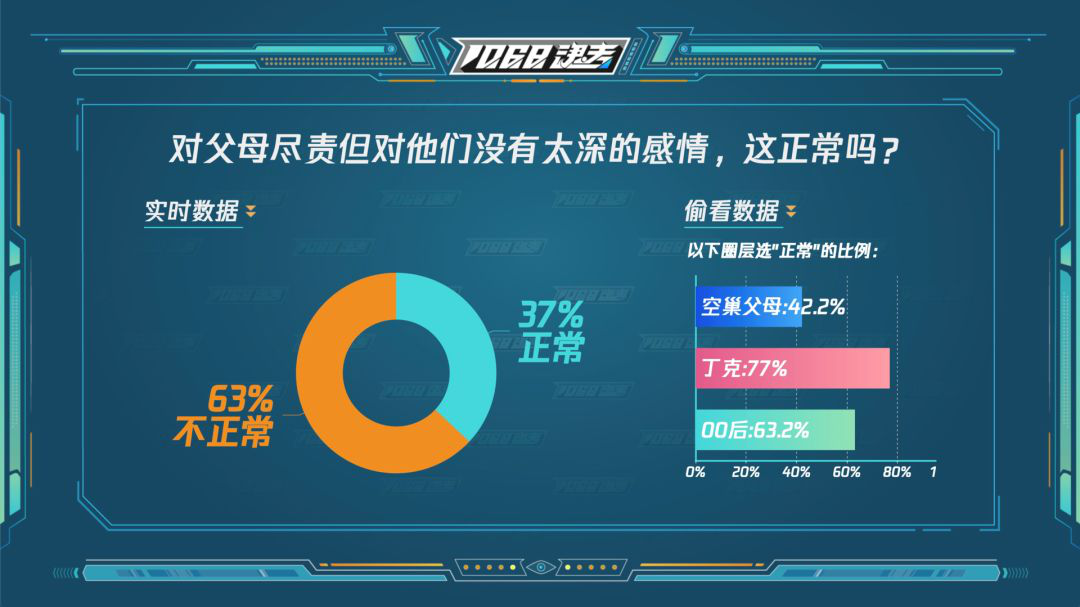 对父母尽责但对他们没有太深的感情，这正常吗？
实时数据
37%
正常
63%
不正常
偷看数据
以下圈层选"正常"的比例：
空巢父母:42.2%
丁克:77%
00后:63.2%
0% 20% 40% 60% 80% 1